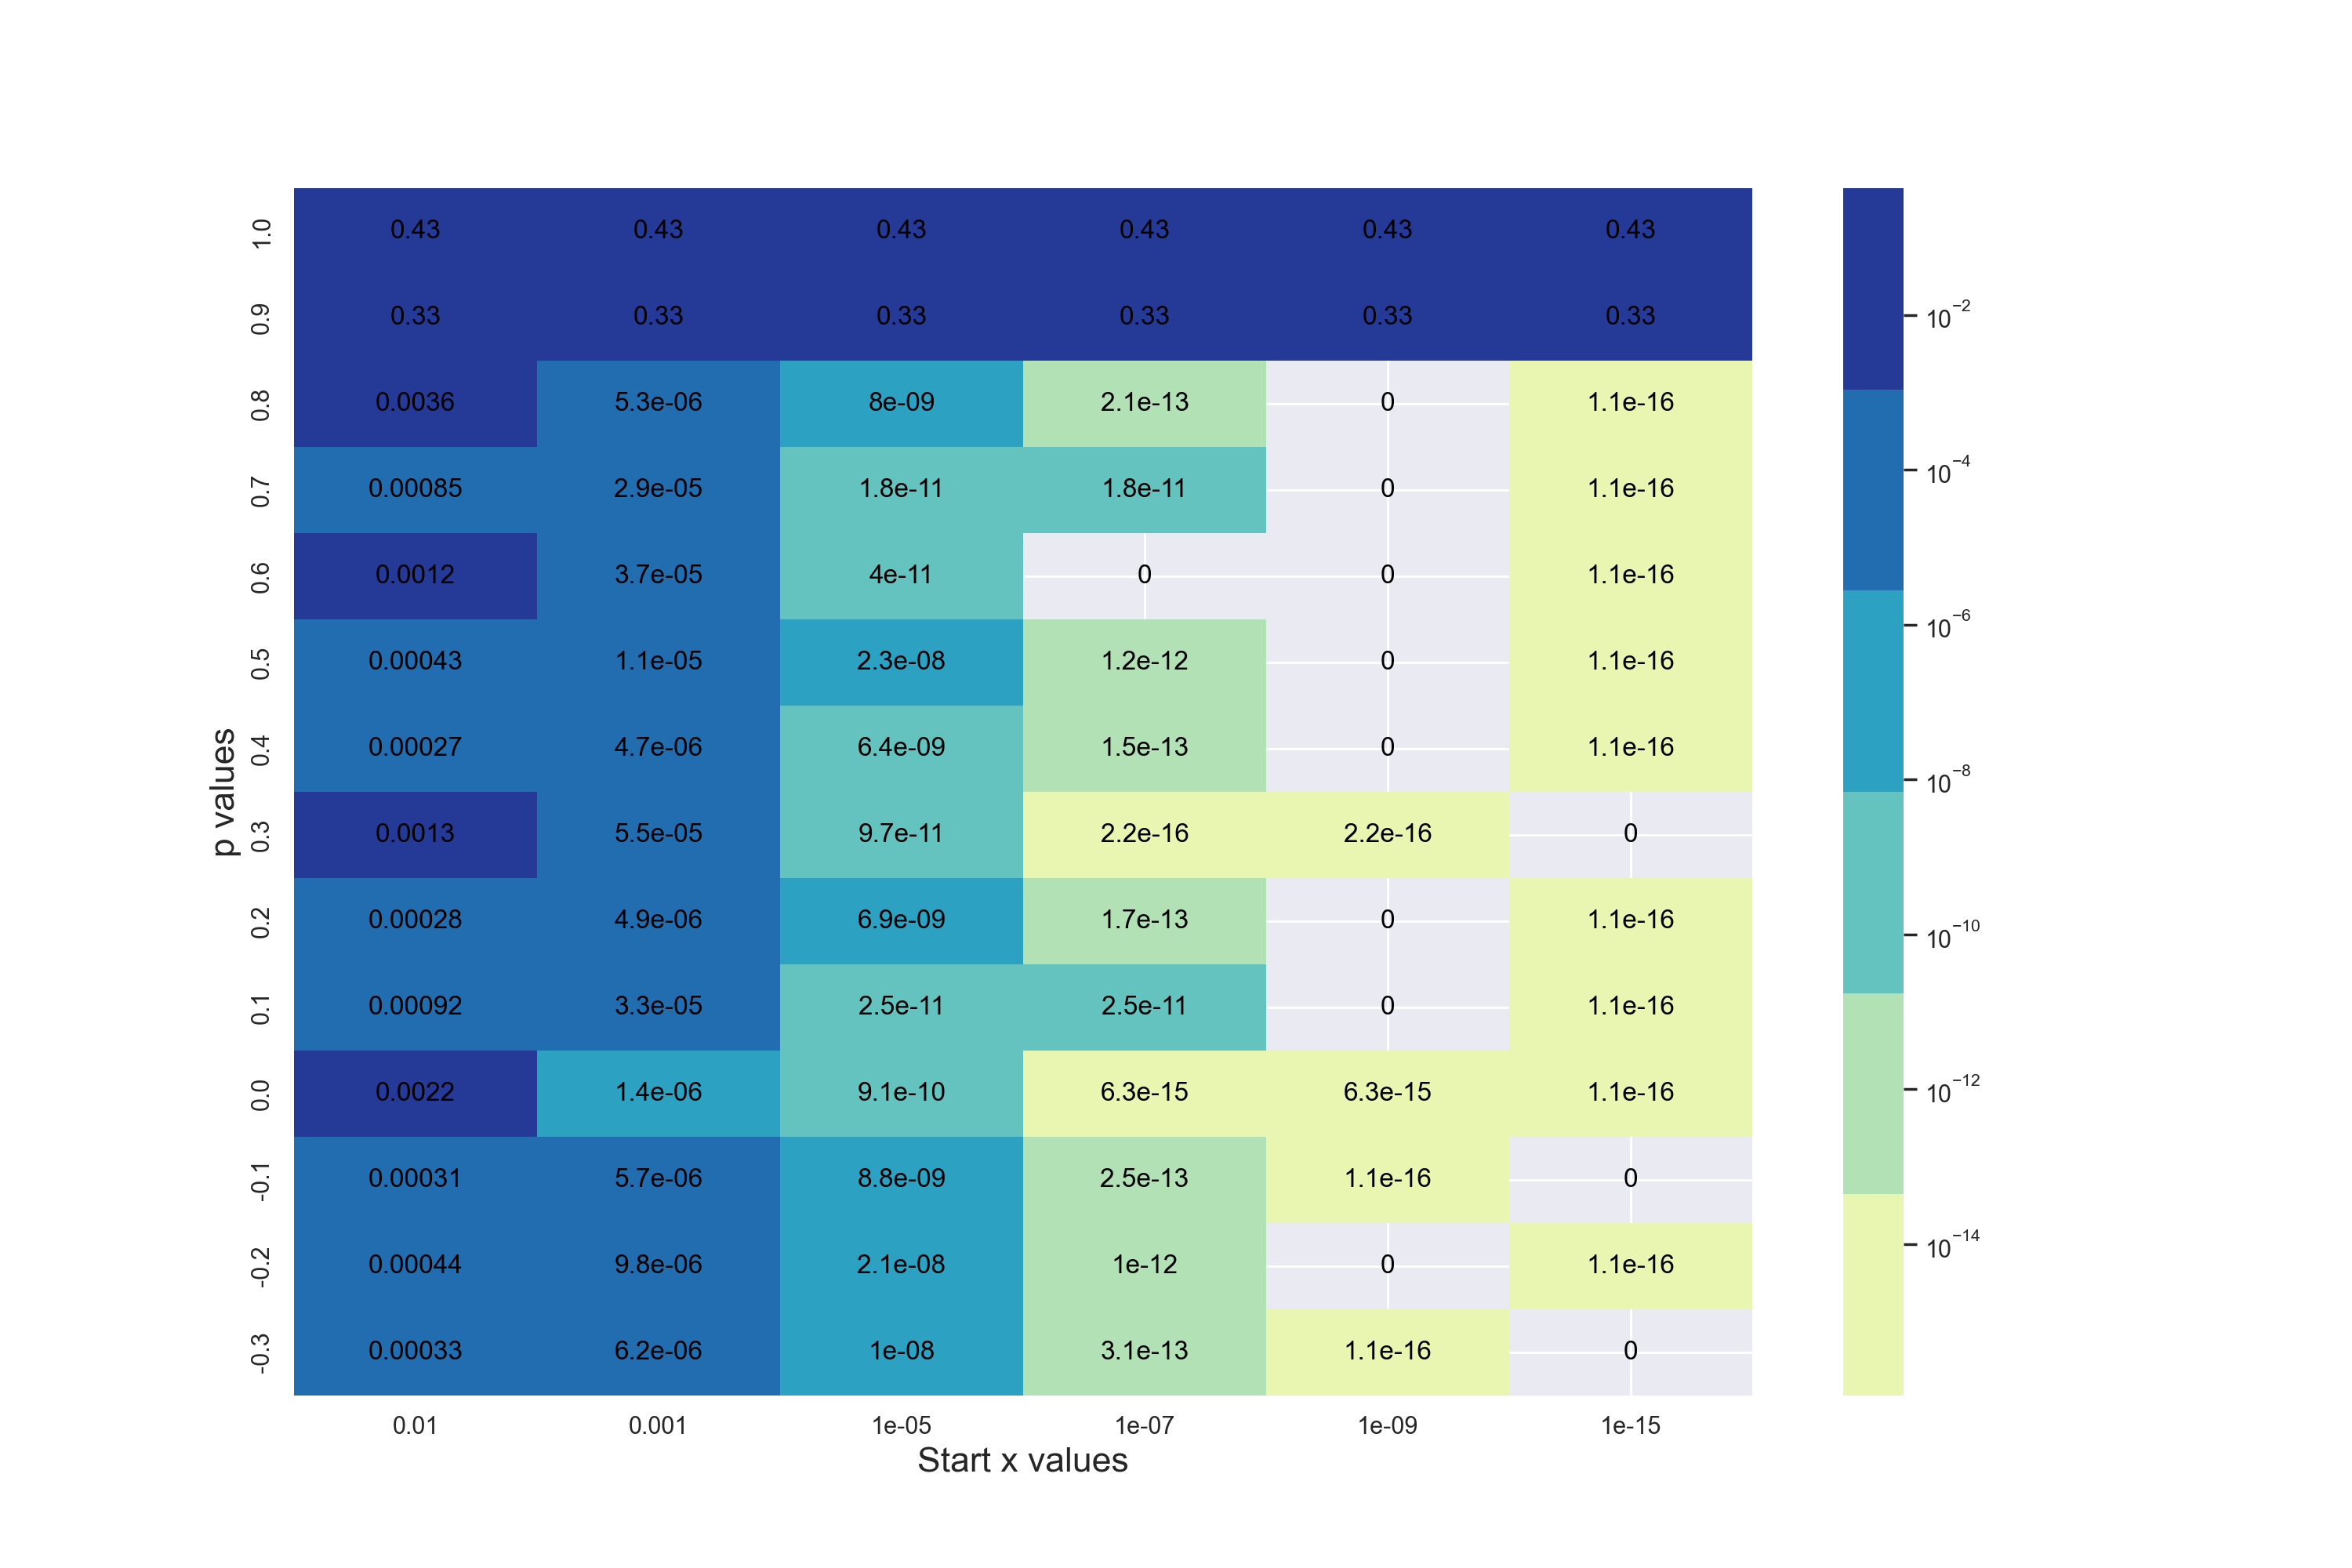 1.0 0.43 0.43 0.43 0.43 0.43 0.43
0.9 0.33 0.33 0.33 0.33 0.33 0.33
0.8 0.0036 5.3e-06 8e-09 2.1e-13 0 1.1e-16
0.7 0.00085 2.9e-05 1.8e-11 1.8e-11 0 1.1e-16
0.6 0.0012 3.7e-05 4e-11 0 0 1.1e-16
0.5 0.00043 1.1e-05 2.3e-08 1.2e-12 0 1.1e-16
0.4 0.00027 4.7e-06 6.4e-09 1.5e-13 0 1.1e-16
0.3 0.0013 5.5e-05 9.7e-11 2.2e-16 2.2e-16 0
0.2 0.00028 4.9e-06 6.9e-09 1.7e-13 0 1.1e-16
0.1 0.00092 3.3e-05 2.5e-11 2.5e-11 0 1.1e-16
0.0 0.0022 1.4e-06 9.1e-10 6.3e-15 6.3e-15 1.1e-16
-0.1 0.00031 5.7e-06 8.8e-09 2.5e-13 1.1e-16 0
-0.2 0.00044 9.8e-06 2.1e-08 1e-12 0 1.1e-16
-0.3 0.00033 6.2e-06 1e-08 3.1e-13 1.1e-16 0
0.01 0.001 1e-05 1e-07 1e-09 1e-15
Start x values
p values
10⁻²
10⁻⁴
10⁻⁶
10⁻⁸
10⁻¹⁰
10⁻¹²
10⁻¹⁴